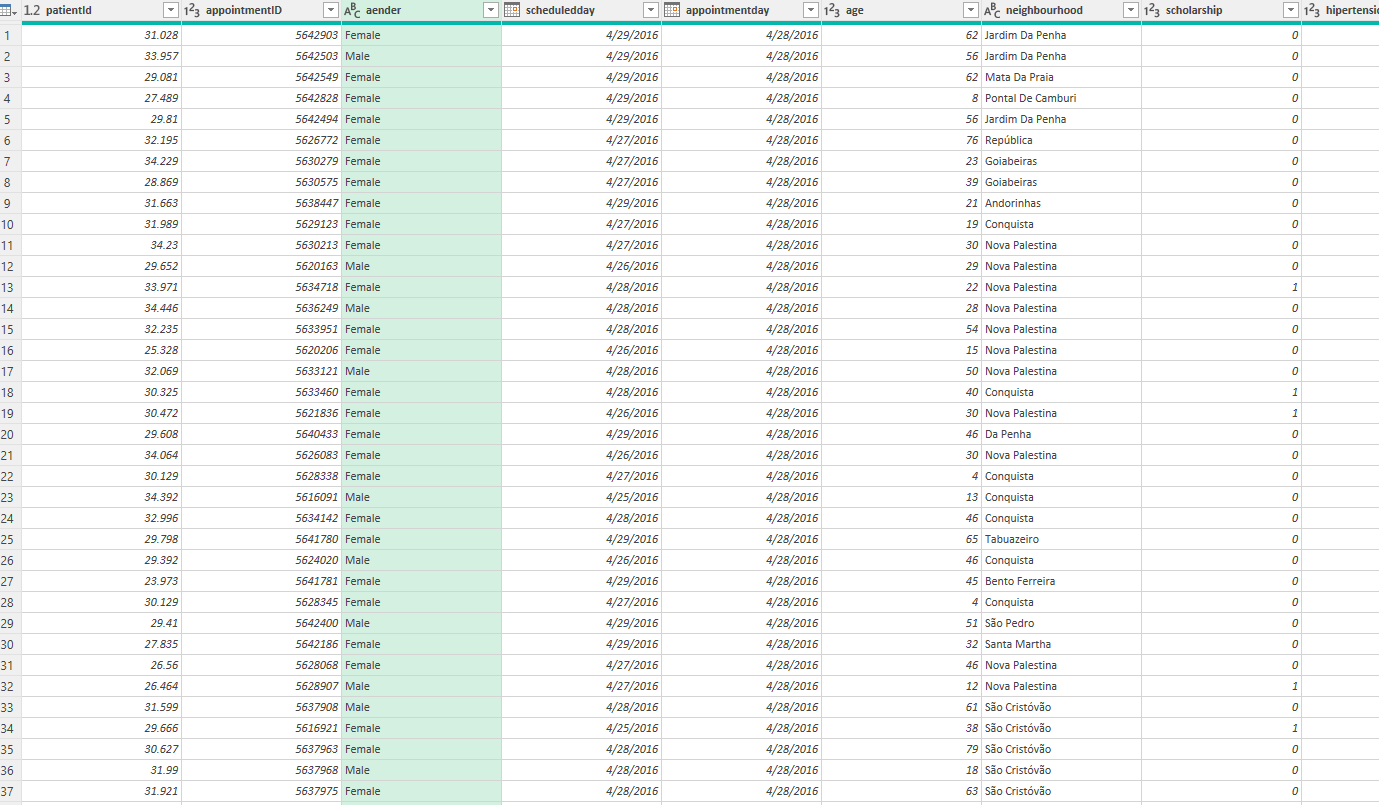 1.2 patientId 123 appointmentID ABC aender scheduledday appointmentday 123 age ABC neighbourhood 123 scholarship 123 hipertensio
1 31.028 5642903 Female 4/29/2016 4/28/2016 62 Jardim Da Penha 0
2 33.957 5642503 Male 4/29/2016 4/28/2016 56 Jardim Da Penha 0
3 29.081 5642549 Female 4/29/2016 4/28/2016 62 Mata Da Praia 0
4 27.489 5642828 Female 4/29/2016 4/28/2016 8 Pontal De Camburi 0
5 29.81 5642494 Female 4/29/2016 4/28/2016 56 Jardim Da Penha 0
6 32.195 5626772 Female 4/27/2016 4/28/2016 76 República 0
7 34.229 5630279 Female 4/27/2016 4/28/2016 23 Goiabeiras 0
8 28.869 5630575 Female 4/27/2016 4/28/2016 39 Goiabeiras 0
9 31.663 5638447 Female 4/29/2016 4/28/2016 21 Andorinhas 0
10 31.989 5629123 Female 4/27/2016 4/28/2016 19 Conquista 0
11 34.23 5630213 Female 4/27/2016 4/28/2016 30 Nova Palestina 0
12 29.652 5620163 Male 4/26/2016 4/28/2016 29 Nova Palestina 0
13 33.971 5634718 Female 4/28/2016 4/28/2016 22 Nova Palestina 1
14 34.446 5636249 Male 4/28/2016 4/28/2016 28 Nova Palestina 0
15 32.235 5633951 Female 4/28/2016 4/28/2016 54 Nova Palestina 0
16 25.328 5620206 Female 4/26/2016 4/28/2016 15 Nova Palestina 0
17 32.069 5633121 Male 4/28/2016 4/28/2016 50 Nova Palestina 0
18 30.325 5633460 Female 4/28/2016 4/28/2016 40 Conquista 1
19 30.472 5621836 Female 4/26/2016 4/28/2016 30 Nova Palestina 1
20 29.608 5640433 Female 4/29/2016 4/28/2016 46 Da Penha 0
21 34.064 5626083 Female 4/26/2016 4/28/2016 30 Nova Palestina 0
22 30.129 5628338 Female 4/27/2016 4/28/2016 4 Conquista 0
23 34.392 5616091 Male 4/25/2016 4/28/2016 13 Conquista 0
24 32.996 5634142 Female 4/28/2016 4/28/2016 46 Conquista 0
25 29.798 5641780 Female 4/29/2016 4/28/2016 65 Tabuazeiro 0
26 29.392 5624020 Male 4/26/2016 4/28/2016 46 Conquista 0
27 23.973 5641781 Female 4/29/2016 4/28/2016 45 Bento Ferreira 0
28 30.129 5628345 Female 4/27/2016 4/28/2016 4 Conquista 0
29 29.41 5642400 Male 4/29/2016 4/28/2016 51 São Pedro 0
30 27.835 5642186 Female 4/29/2016 4/28/2016 32 Santa Martha 0
31 26.56 5628068 Female 4/27/2016 4/28/2016 46 Nova Palestina 0
32 26.464 5628907 Male 4/27/2016 4/28/2016 12 Nova Palestina 1
33 31.599 5637908 Male 4/28/2016 4/28/2016 61 São Cristóvão 0
34 29.666 5616921 Female 4/25/2016 4/28/2016 38 São Cristóvão 1
35 30.627 5637963 Female 4/28/2016 4/28/2016 79 São Cristóvão 0
36 31.99 5637968 Male 4/28/2016 4/28/2016 18 São Cristóvão 0
37 31.921 5637975 Female 4/28/2016 4/28/2016 63 São Cristóvão 0